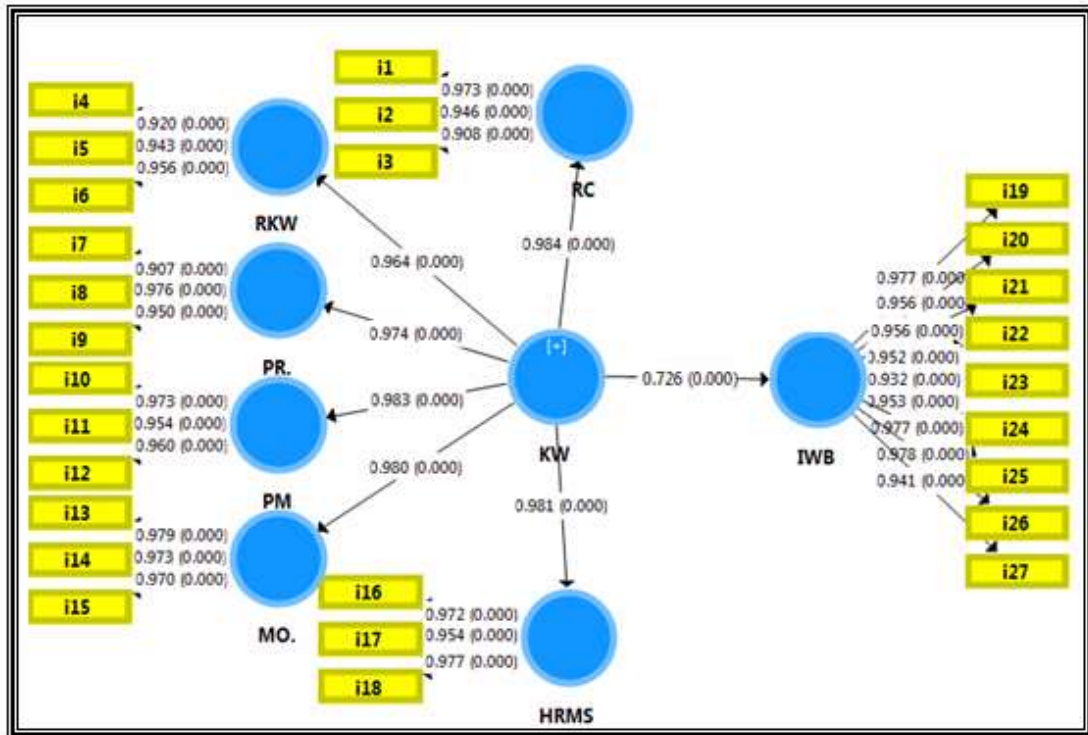 i1
i2
i3
0.973 (0.000)
0.946 (0.000)
0.908 (0.000)
RC
i4
i5
i6
0.920 (0.000)
0.943 (0.000)
0.956 (0.000)
RKW
i7
i8
i9
0.907 (0.000)
0.976 (0.000)
0.950 (0.000)
PR.
i10
i11
i12
0.973 (0.000)
0.954 (0.000)
0.960 (0.000)
PM
i13
i14
i15
0.979 (0.000)
0.973 (0.000)
0.970 (0.000)
MO.
i16
i17
i18
0.972 (0.000)
0.954 (0.000)
0.977 (0.000)
HRMS
0.984 (0.000)
0.964 (0.000)
0.974 (0.000)
0.983 (0.000)
0.980 (0.000)
0.981 (0.000)
[+]
KW
0.726 (0.000)
IWB
0.977 (0.000)
0.956 (0.000)
0.956 (0.000)
0.952 (0.000)
0.932 (0.000)
0.953 (0.000)
0.977 (0.000)
0.978 (0.000)
0.941 (0.000)
i19
i20
i21
i22
i23
i24
i25
i26
i27